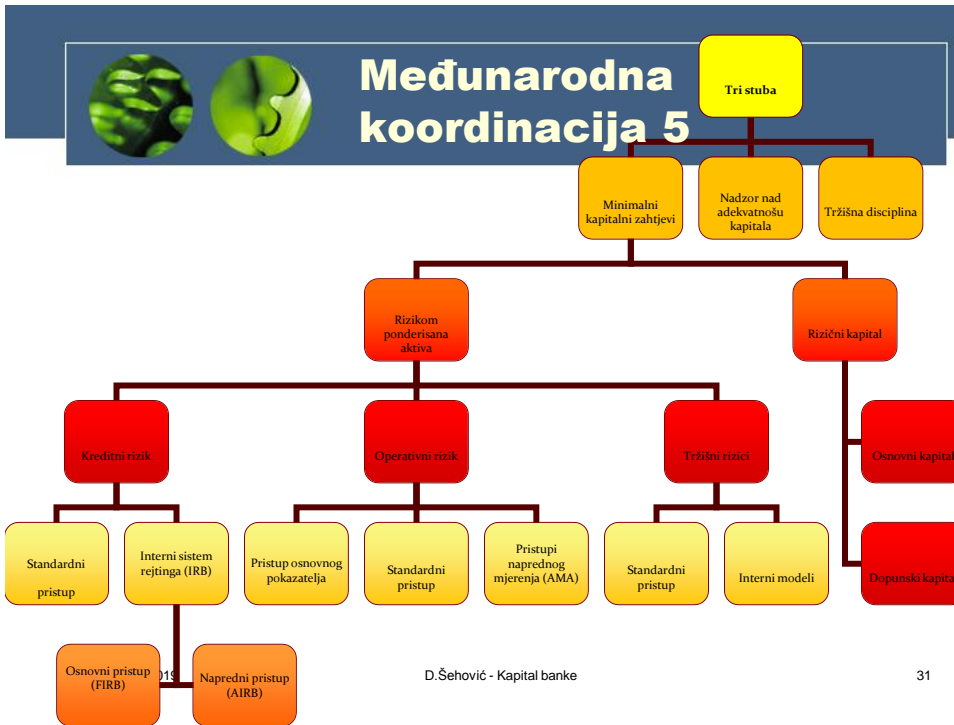 Međunarodna
koordinacija 5
Tri stuba
Minimalni
kapitalni zahtjevi
Nadzor nad
adekvatnošu
kapitala
Tržišna disciplina
Rizikom
ponderisana
aktiva
Rizični kapital
Kreditni rizik
Operativni rizik
Tržišni rizici
Osnovni kapital
Standardni
pristup
Interni sistem
rejtinga (IRB)
Pristup osnovnog
pokazatelja
Standardni
pristup
Pristupi
naprednog
mjerenja (AMA)
Standardni
pristup
Interni modeli
Dopunski kapital
Osnovni pristup
(FIRB)
Napredni pristup
(AIRB)
D.Šehović - Kapital banke
31